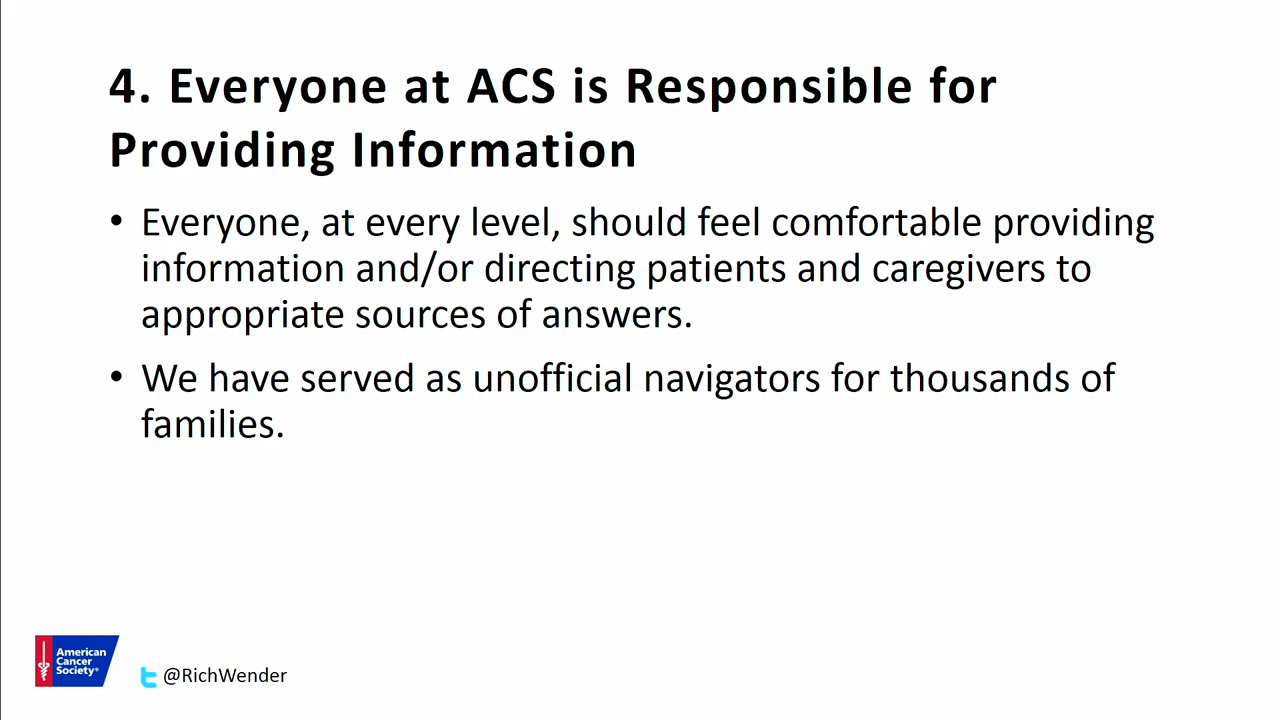 4. Everyone at ACS is Responsible for
Providing Information
• Everyone, at every level, should feel comfortable providing
information and/or directing patients and caregivers to
appropriate sources of answers.
• We have served as unofficial navigators for thousands of
families.
American
Cancer
Society®
@RichWender